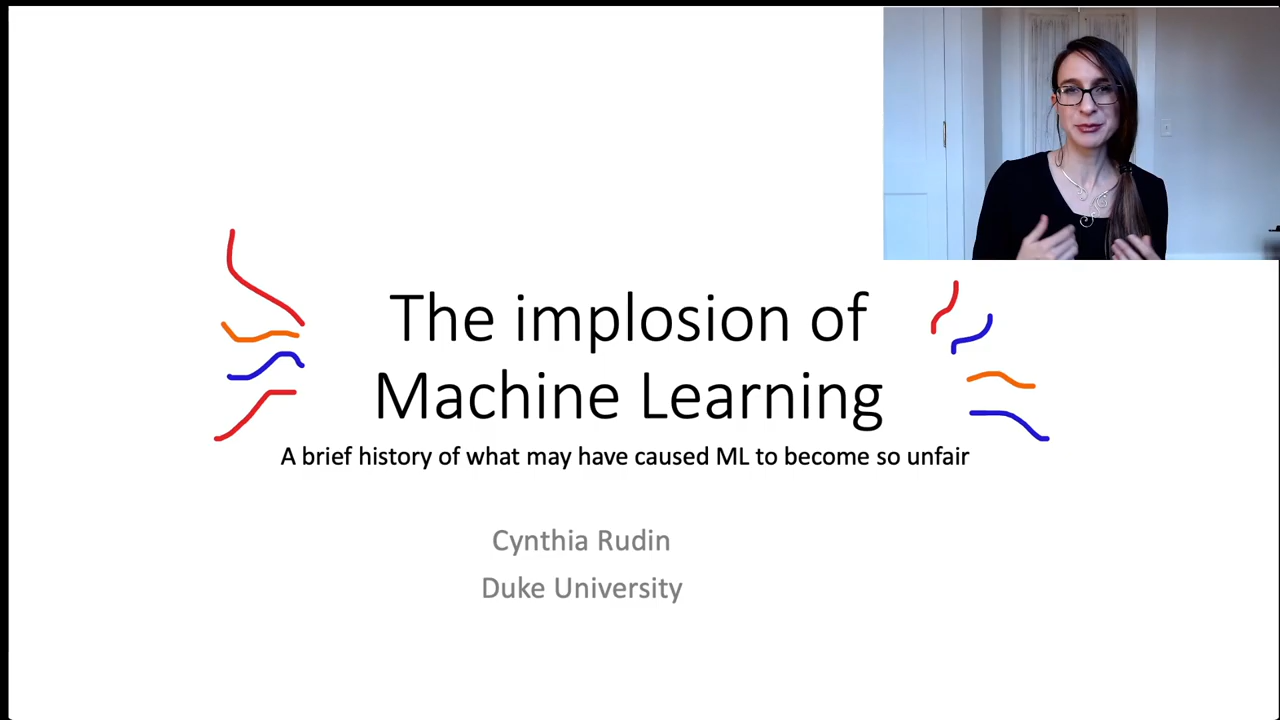 The implosion of
Machine Learning
A brief history of what may have caused ML to become so unfair
Cynthia Rudin
Duke University